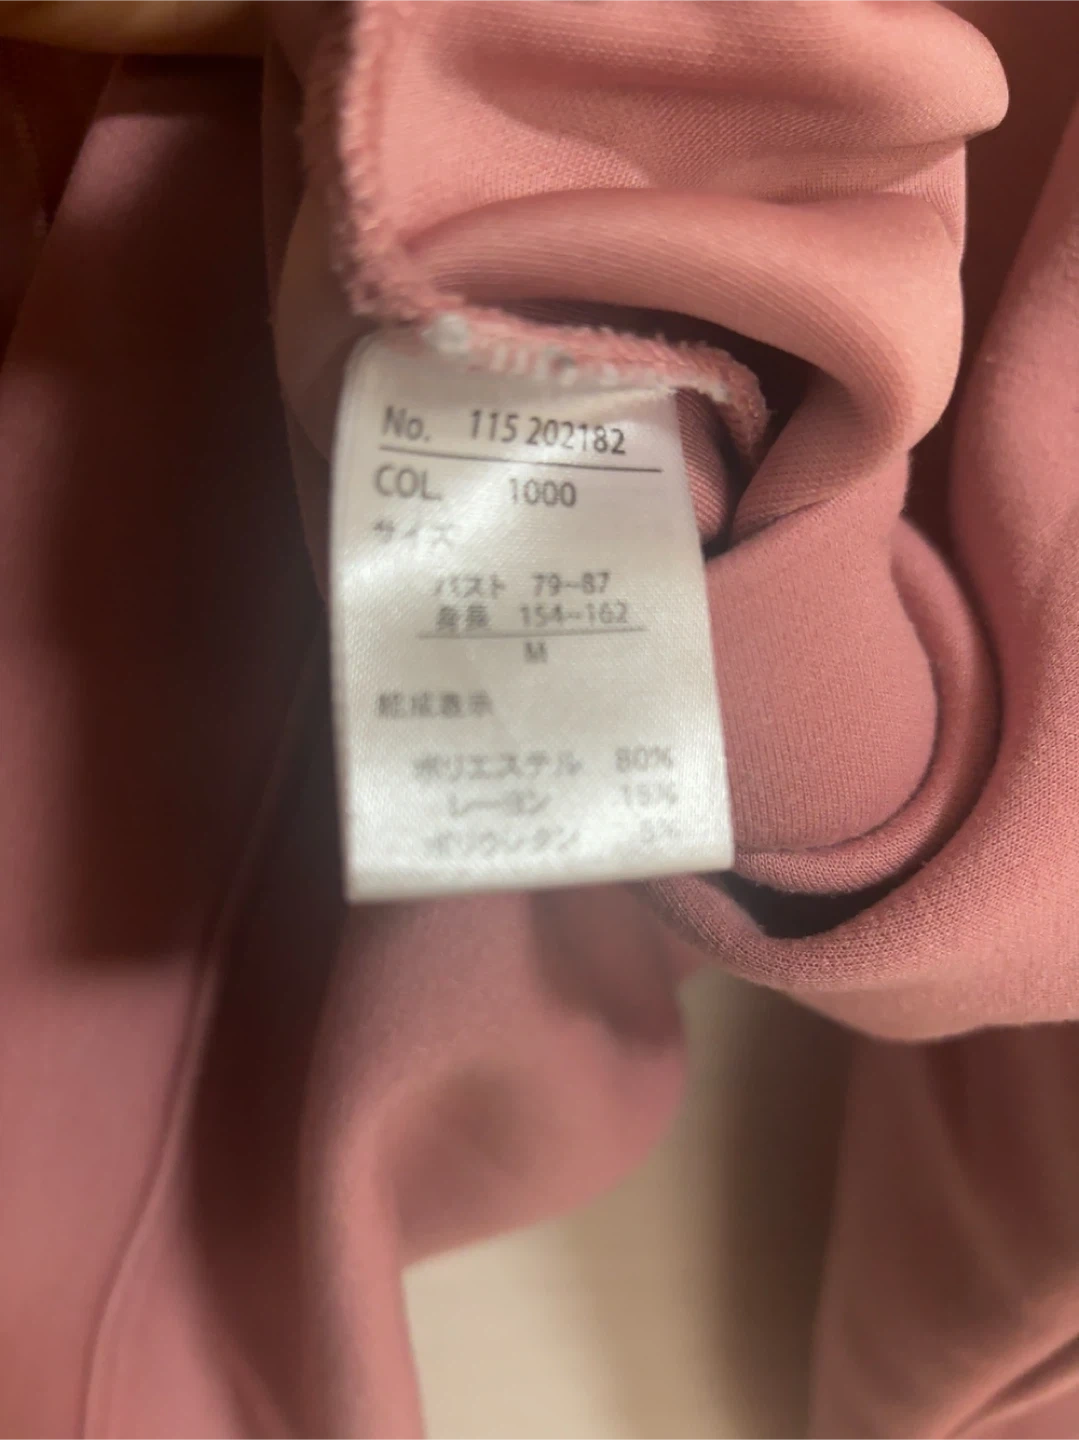 No. 115 202182
COL. 1000
サイズ
バスト 79~87
身長 154~162
M
組成表示
ポリエステル 80%
レーヨン 15%
ポリウレタン 5%